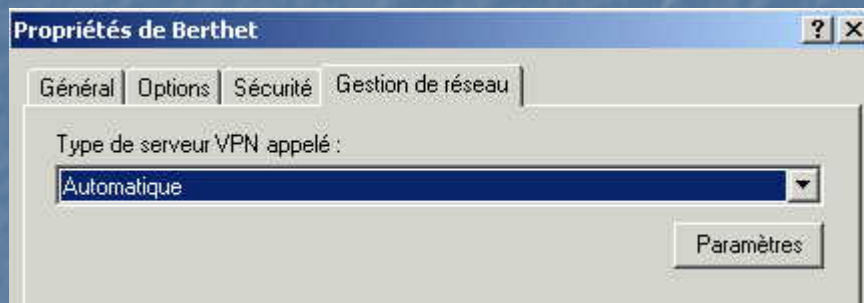 Propriétés de Berthet
Général Options Sécurité Gestion de réseau
Type de serveur VPN appelé :
Automatique
Paramètres